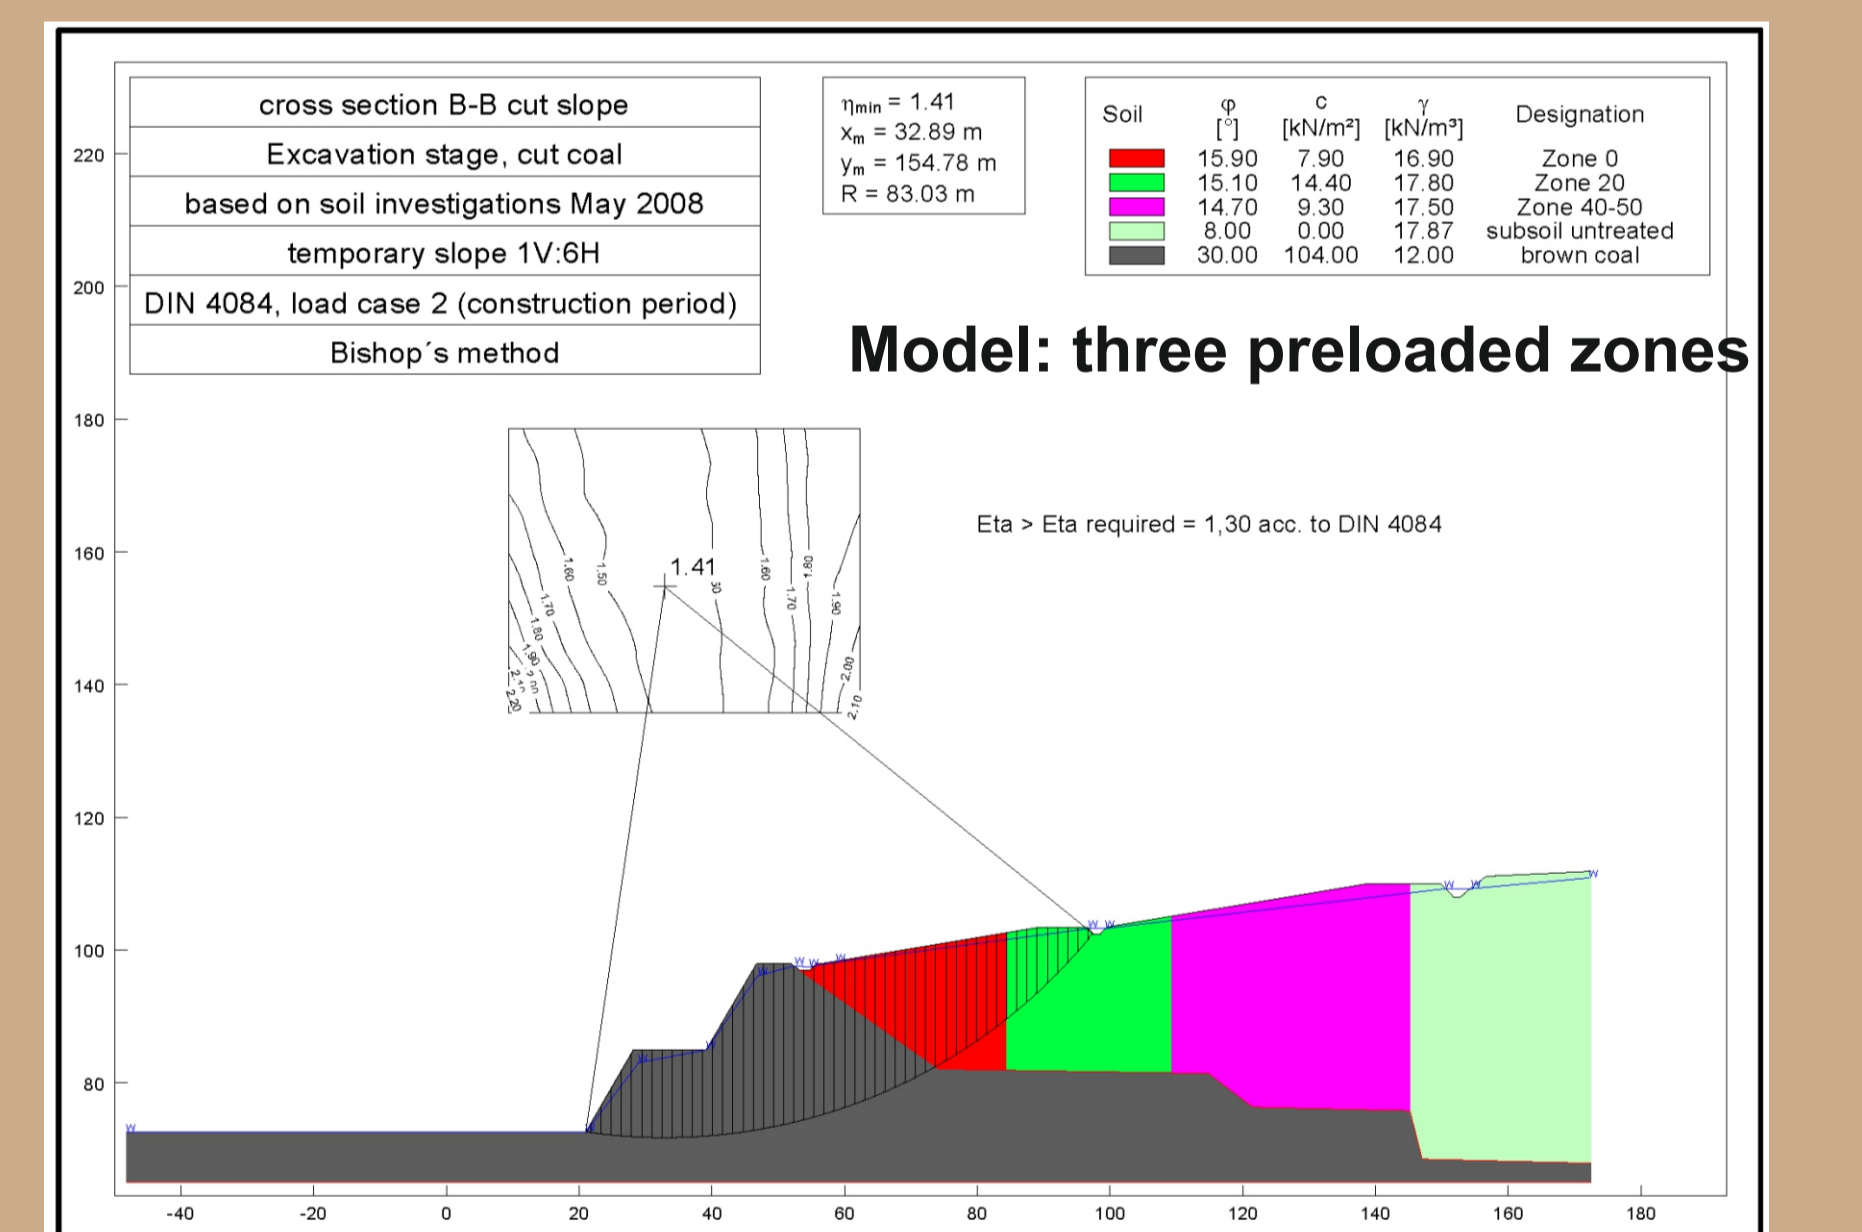 cross section B-B cut slope
Excavation stage, cut coal
based on soil investigations May 2008
temporary slope 1V:6H
DIN 4084, load case 2 (construction period)
Bishop´s method
ηmin = 1.41
xm = 32.89 m
ym = 154.78 m
R = 83.03 m
Soil φ [°] c [kN/m²] γ [kN/m³] Designation
15.90 7.90 16.90 Zone 0
15.10 14.40 17.80 Zone 20
14.70 9.30 17.50 Zone 40-50
8.00 0.00 17.87 subsoil untreated
30.00 104.00 12.00 brown coal
Model: three preloaded zones
Eta > Eta required = 1,30 acc. to DIN 4084
220
200
180
160
140
120
100
80
1.41
1.60
1.50
1.60
1.80
1.70
1.90
1.70
1.80
1.90
2.20
2.00
2.10
w w w w w w w w w w w w w
-40 -20 0 20 40 60 80 100 120 140 160 180